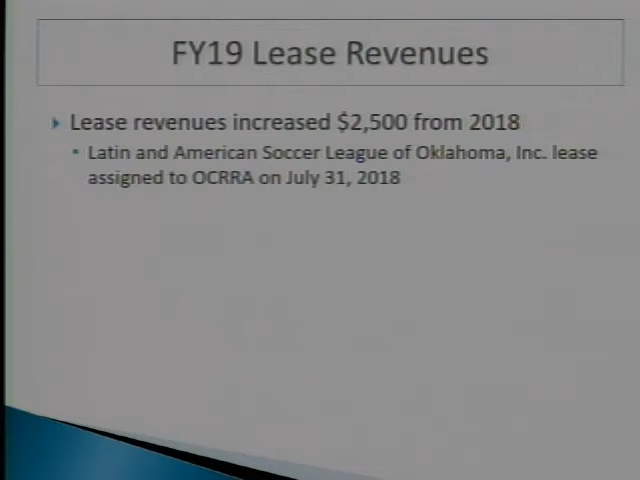 FY19 Lease Revenues
Lease revenues increased $2,500 from 2018
Latin and American Soccer League of Oklahoma, Inc. lease
assigned to OCRRA on July 31, 2018